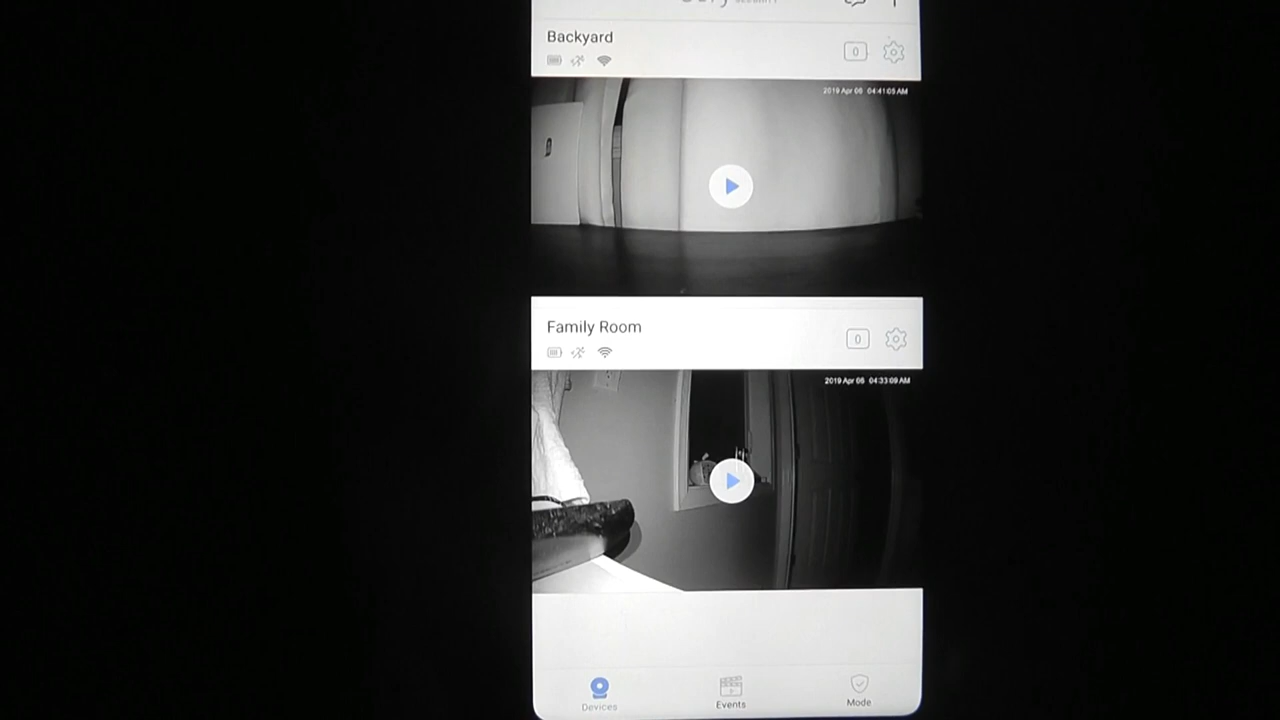 SECURITY
Backyard
0
2019 Apr 06 04:41:05 AM
Family Room
0
2019 Apr 06 04:33:09 AM
Devices
Events
Mode